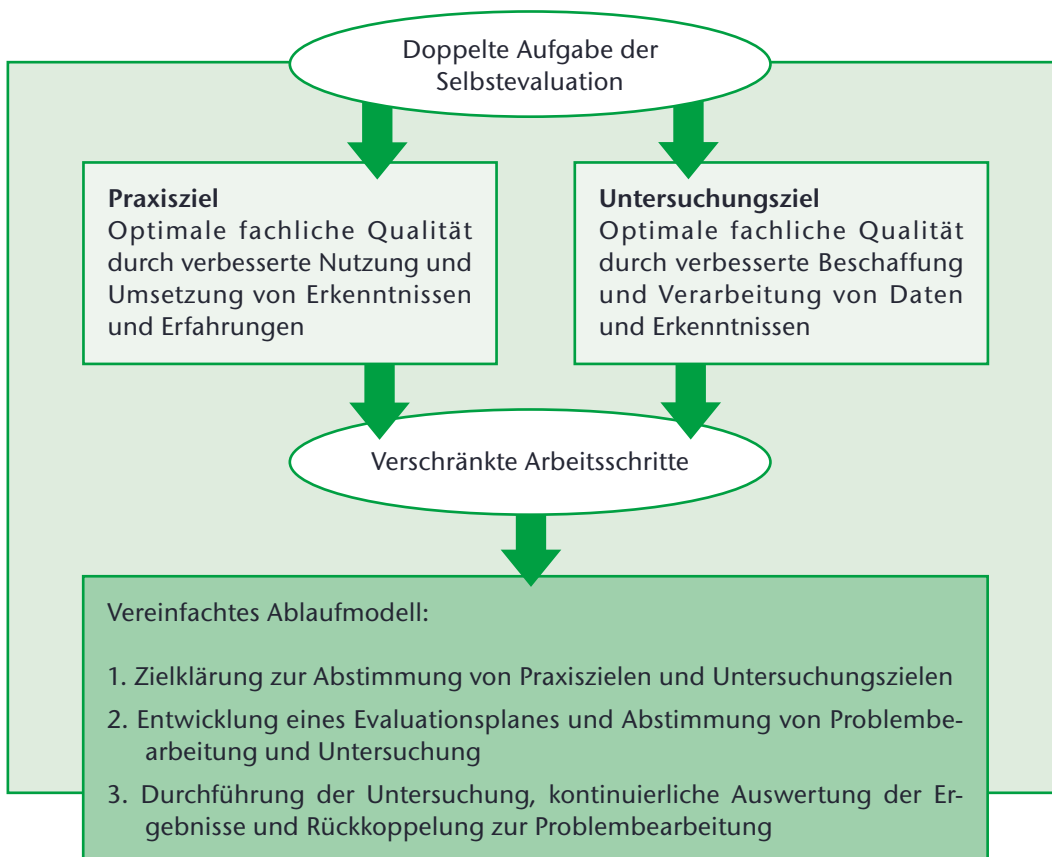 Doppelte Aufgabe der
Selbstevaluation
Praxisziel
Optimale fachliche Qualität
durch verbesserte Nutzung und
Umsetzung von Erkenntnissen
und Erfahrungen
Untersuchungsziel
Optimale fachliche Qualität
durch verbesserte Beschaffung
und Verarbeitung von Daten
und Erkenntnissen
Verschränkte Arbeitsschritte
Vereinfachtes Ablaufmodell:
1. Zielklärung zur Abstimmung von Praxiszielen und Untersuchungszielen
2. Entwicklung eines Evaluationsplanes und Abstimmung von Problembe-
arbeitung und Untersuchung
3. Durchführung der Untersuchung, kontinuierliche Auswertung der Er-
gebnisse und Rückkoppelung zur Problembearbeitung